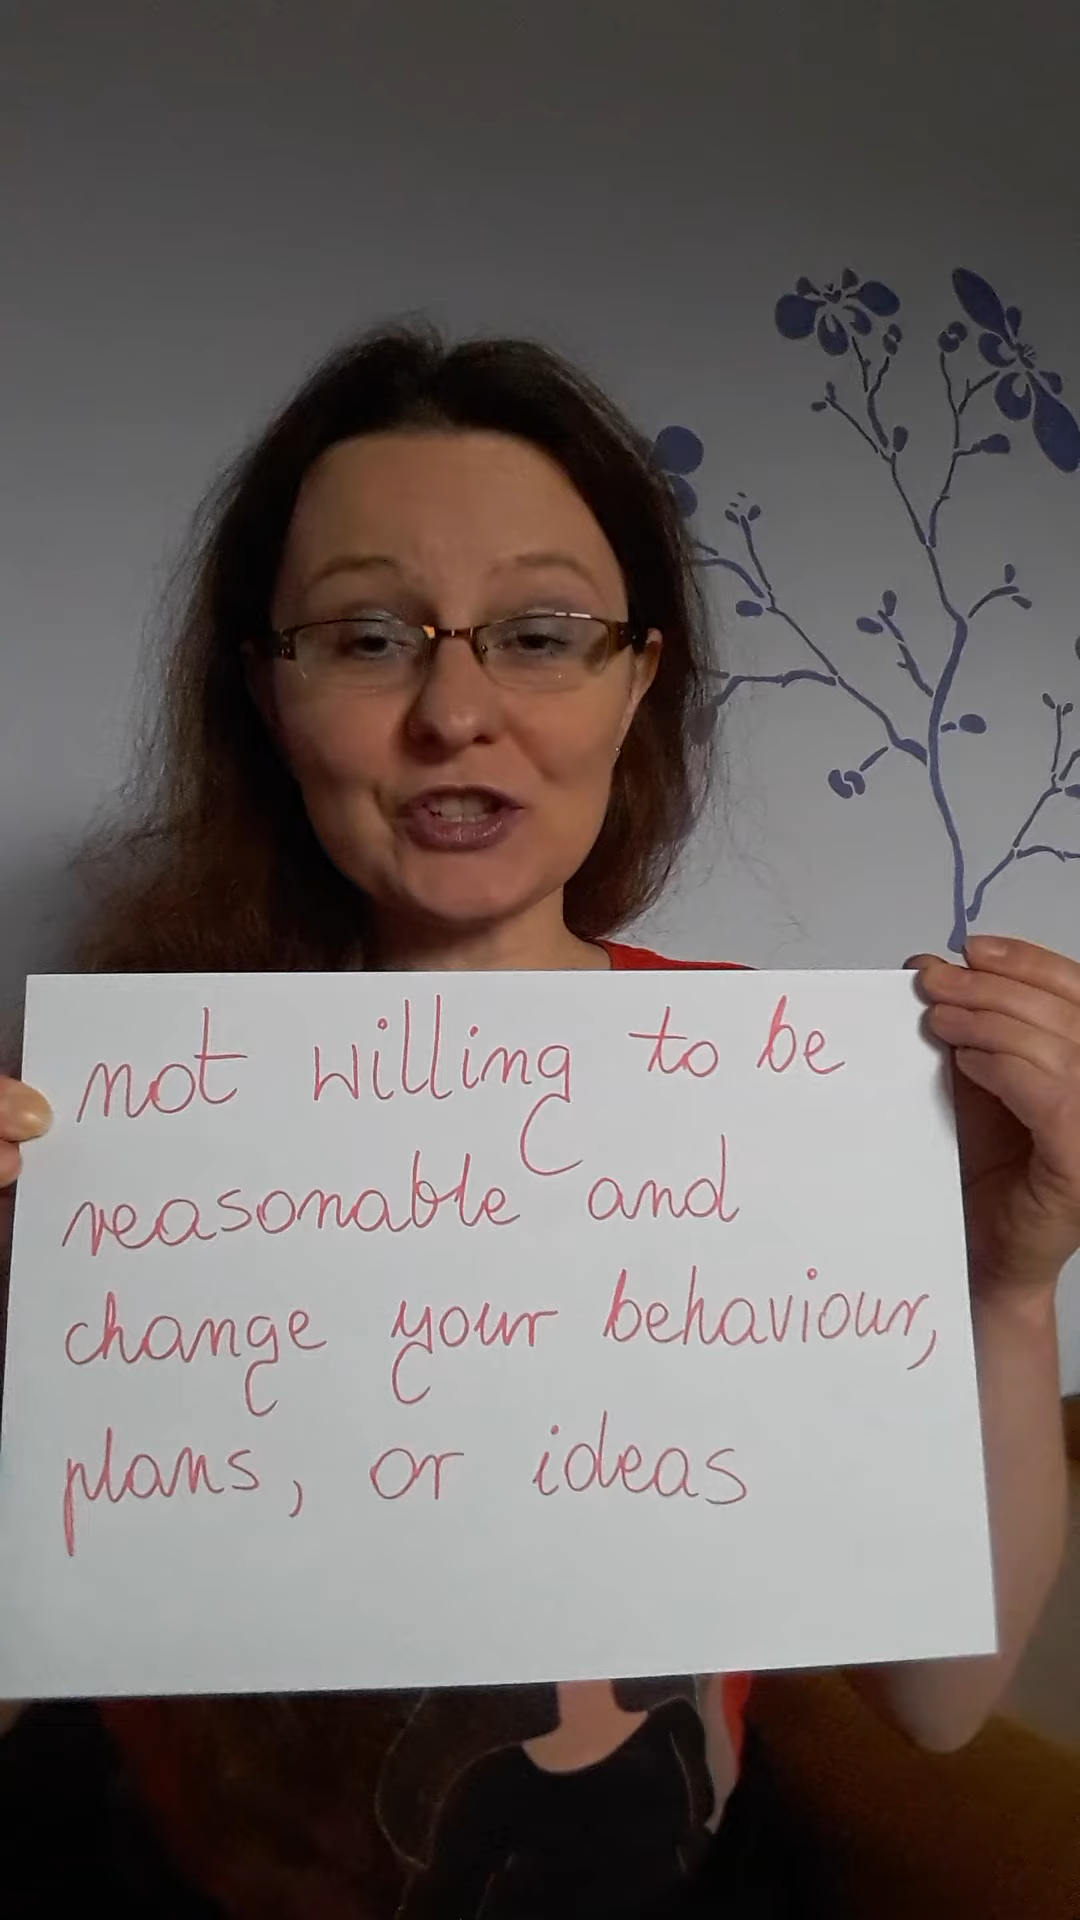 not willing to be
reasonable and
change your behaviour,
plans, or ideas